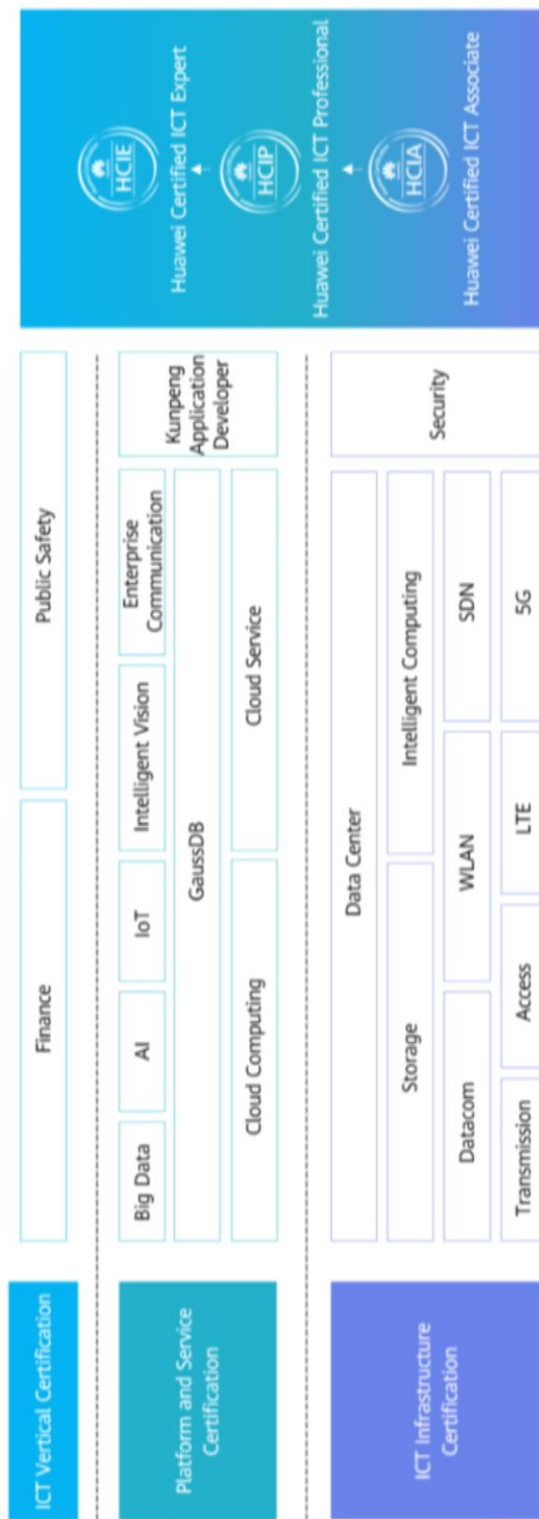 ICT Vertical Certification
Finance
Public Safety
Platform and Service
Certification
Big Data
AI
IoT
Intelligent Vision
Enterprise
Communication
GaussDB
Cloud Computing
Cloud Service
Kunpeng
Application
Developer
ICT Infrastructure
Certification
Data Center
Storage
Intelligent Computing
Datacom
WLAN
SDN
Transmission
Access
LTE
5G
Security
HCIE
Huawei Certified ICT Expert
HCIP
Huawei Certified ICT Professional
HCIA
Huawei Certified ICT Associate